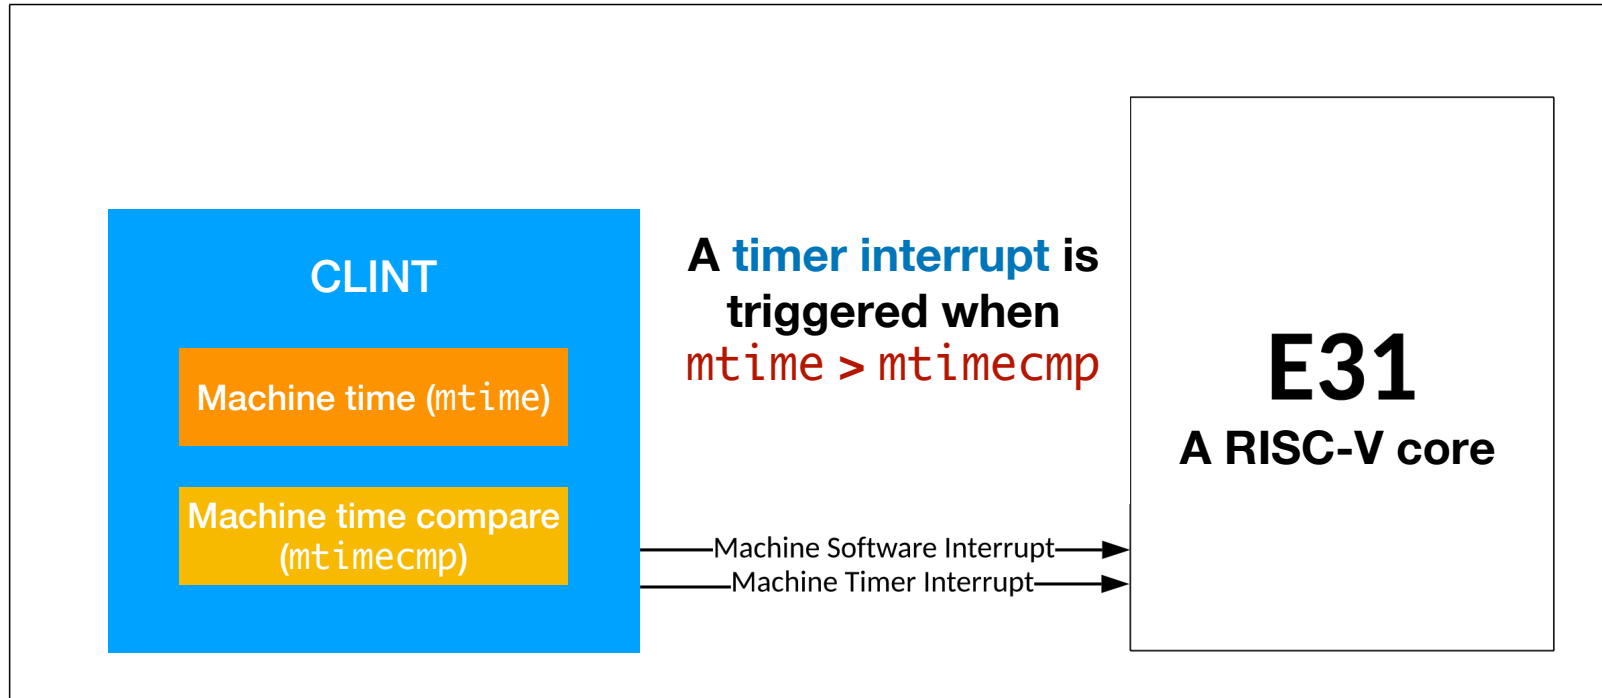 CLINT
Machine time (mtime)
Machine time compare
(mtimecmp)
A timer interrupt is
triggered when
mtime > mtimecmp
Machine Software Interrupt
Machine Timer Interrupt
E31
A RISC-V core